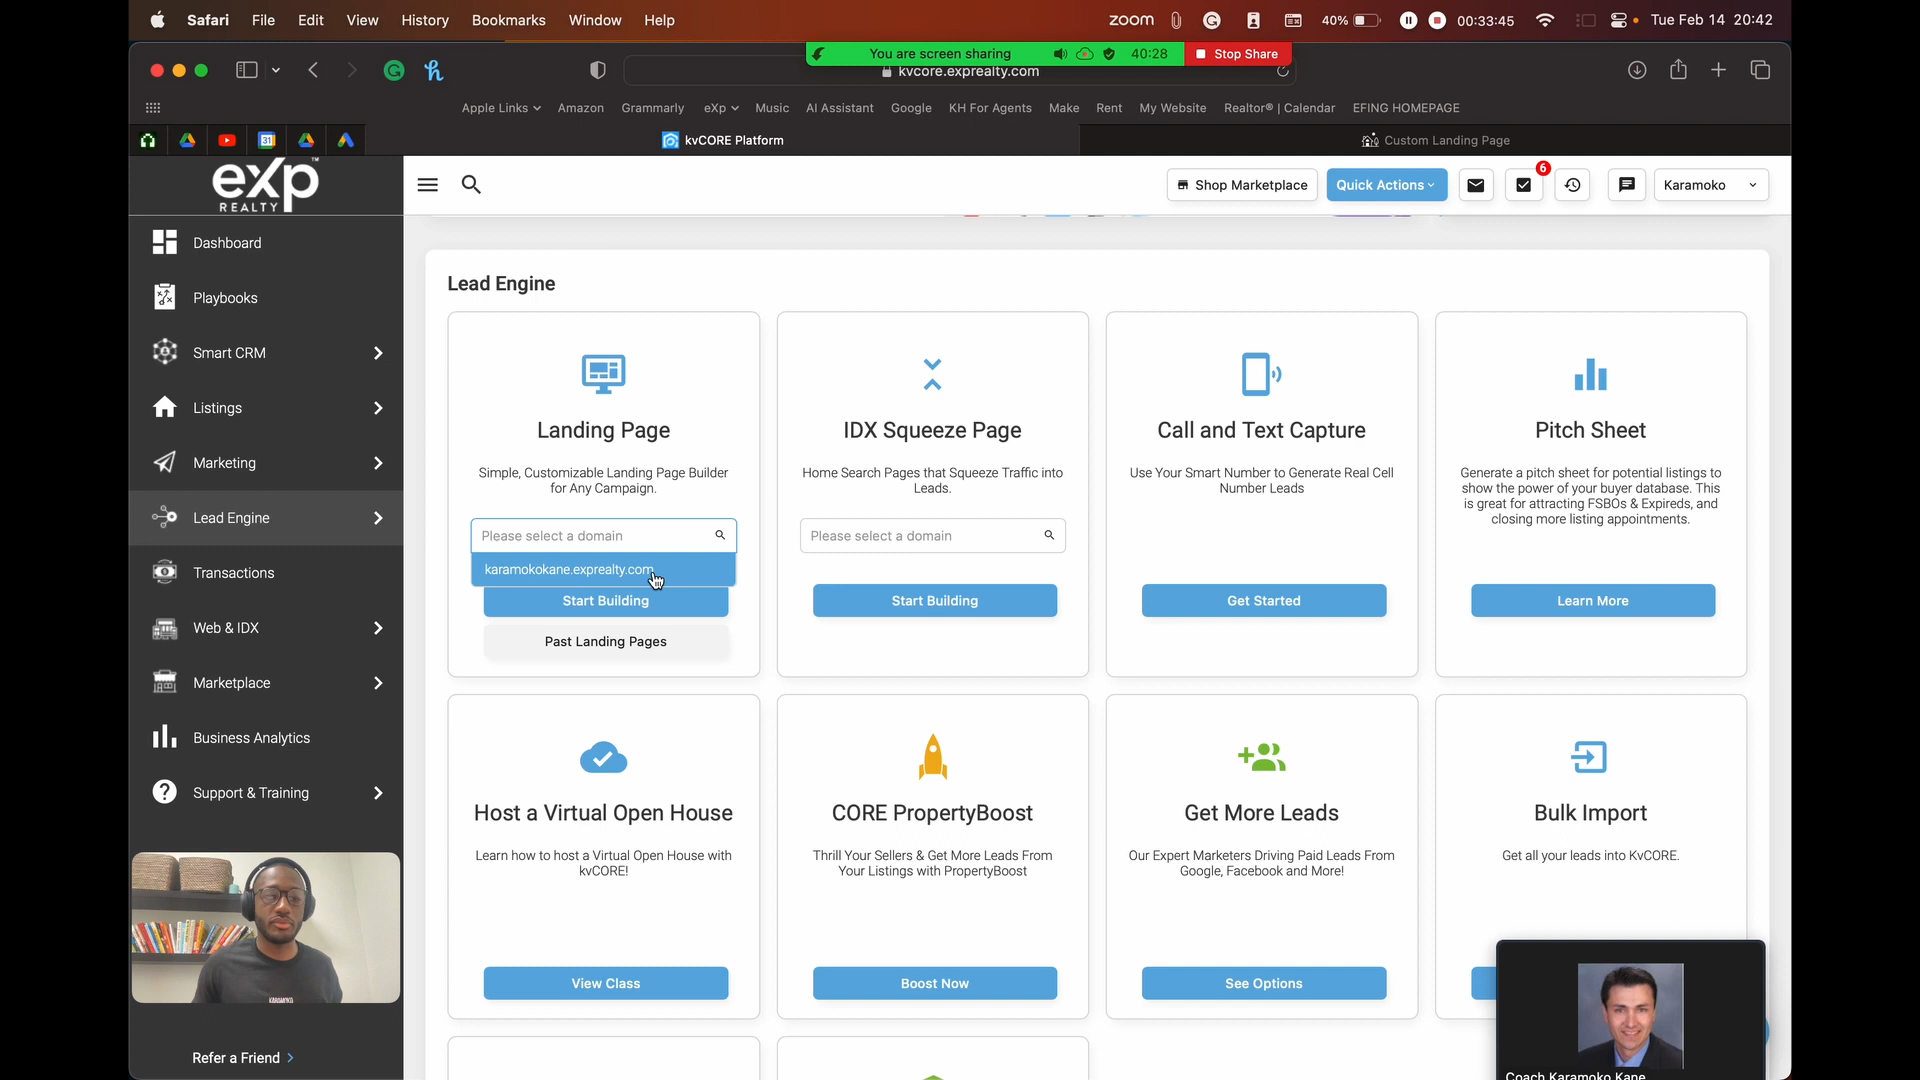 Safari File Edit View History Bookmarks Window Help
zoom 40% 00:33:45 Tue Feb 14 20:42
You are screen sharing 40:28 Stop Share
kvcore.exprealty.com
Apple Links Amazon Grammarly eXp Music AI Assistant Google KH For Agents Make Rent My Website Realtor® | Calendar EFING HOMEPAGE
31
kvCORE Platform
Custom Landing Page
eXp™
REALTY
Shop Marketplace
Quick Actions
6
Karamoko
Dashboard
Playbooks
Smart CRM
Listings
Marketing
Lead Engine
Transactions
Web & IDX
Marketplace
Business Analytics
Support & Training
Refer a Friend
Lead Engine
Landing Page
Simple, Customizable Landing Page Builder
for Any Campaign.
Please select a domain
karamokokane.exprealty.com
Start Building
Past Landing Pages
IDX Squeeze Page
Home Search Pages that Squeeze Traffic into
Leads.
Please select a domain
Start Building
Call and Text Capture
Use Your Smart Number to Generate Real Cell
Number Leads
Get Started
Pitch Sheet
Generate a pitch sheet for potential listings to
show the power of your buyer database. This
is great for attracting FSBOs & Expireds, and
closing more listing appointments.
Learn More
Host a Virtual Open House
Learn how to host a Virtual Open House with
kvCORE!
View Class
CORE PropertyBoost
Thrill Your Sellers & Get More Leads From
Your Listings with PropertyBoost
Boost Now
Get More Leads
Our Expert Marketers Driving Paid Leads From
Google, Facebook and More!
See Options
Bulk Import
Get all your leads into KvCORE.
Coach Karamoko Kane